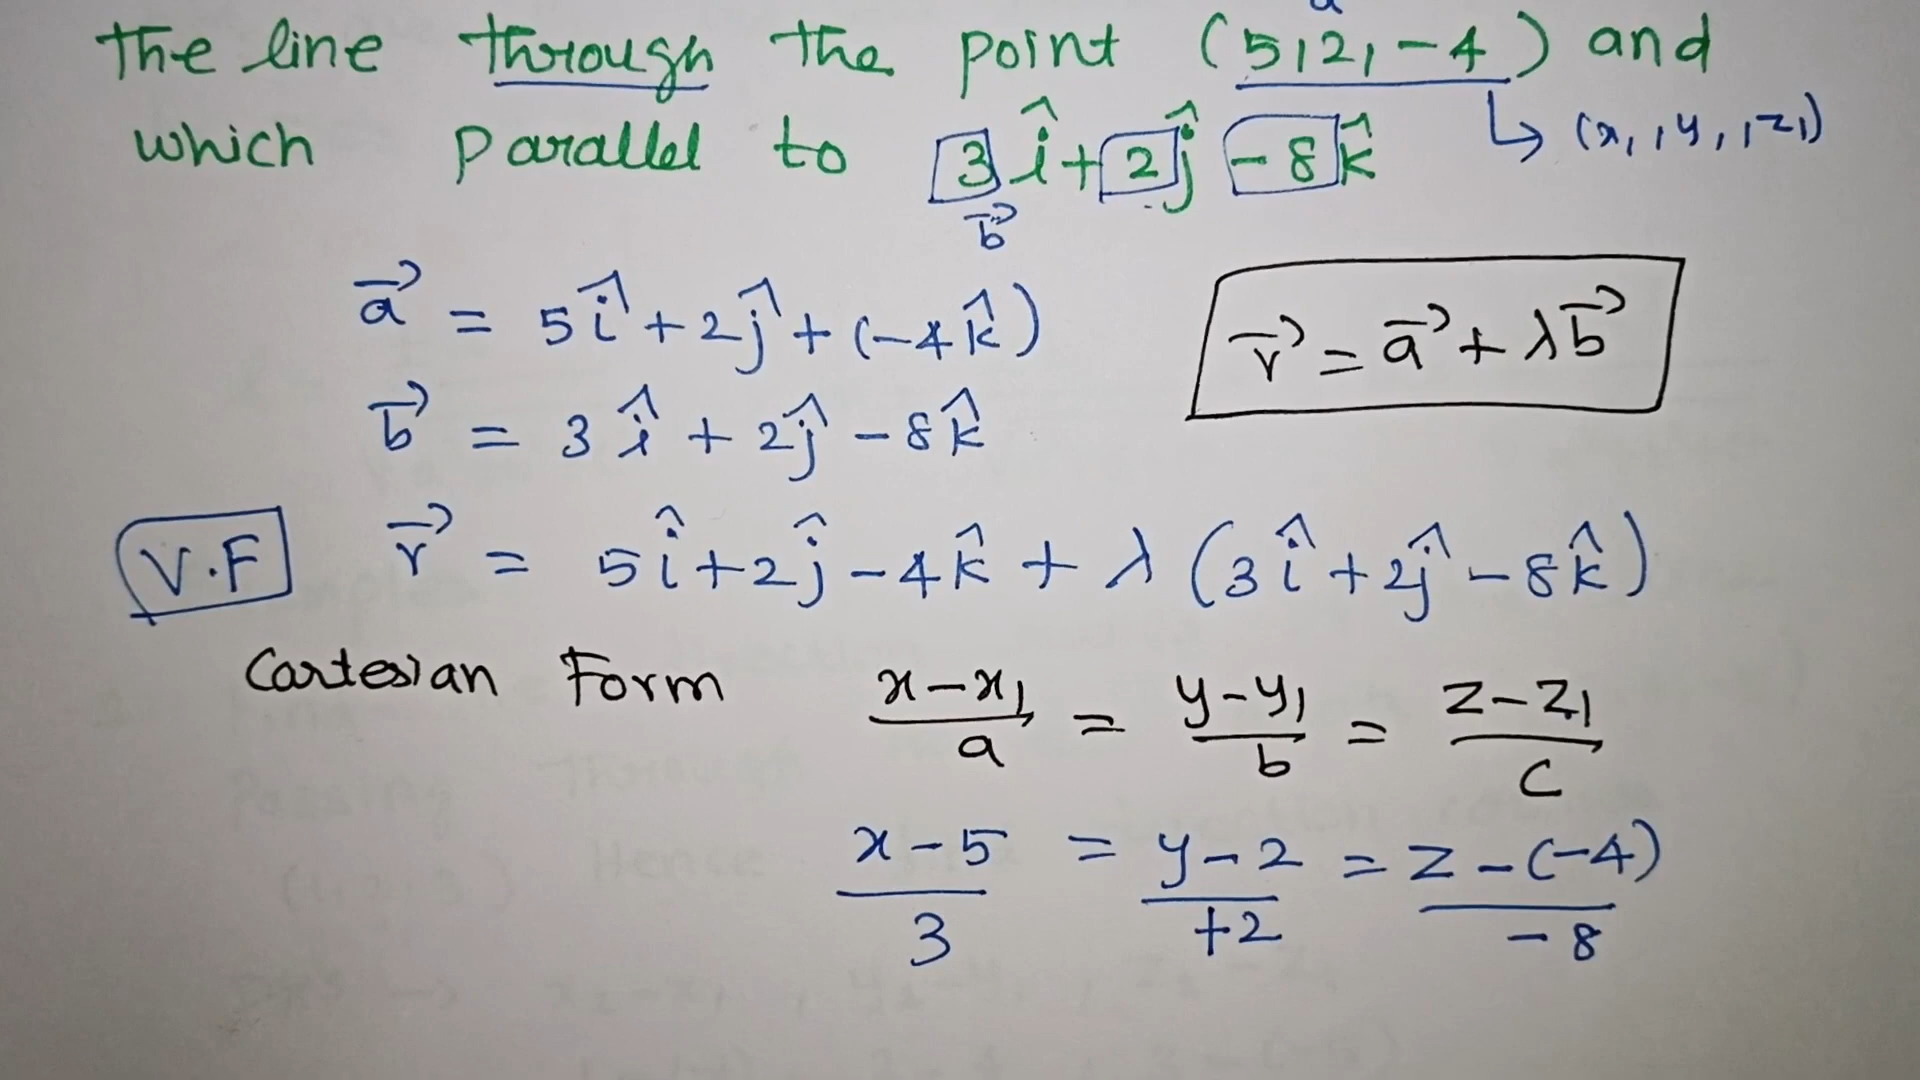 The line through the point (5,2,-4) and
→ (x₁,y₁,z₁)
which parallel to 3î+2ĵ-8k̂
b⃗
a⃗ = 5î+2ĵ+(-4k̂)
r⃗ = a⃗+λb⃗
b⃗ = 3î+2ĵ-8k̂
V.F r⃗ = 5î+2ĵ-4k̂+λ(3î+2ĵ-8k̂)
Cartesian Form (x-x₁)/a = (y-y₁)/b = (z-z₁)/c
(x-5)/3 = (y-2)/+2 = (z-(-4))/-8